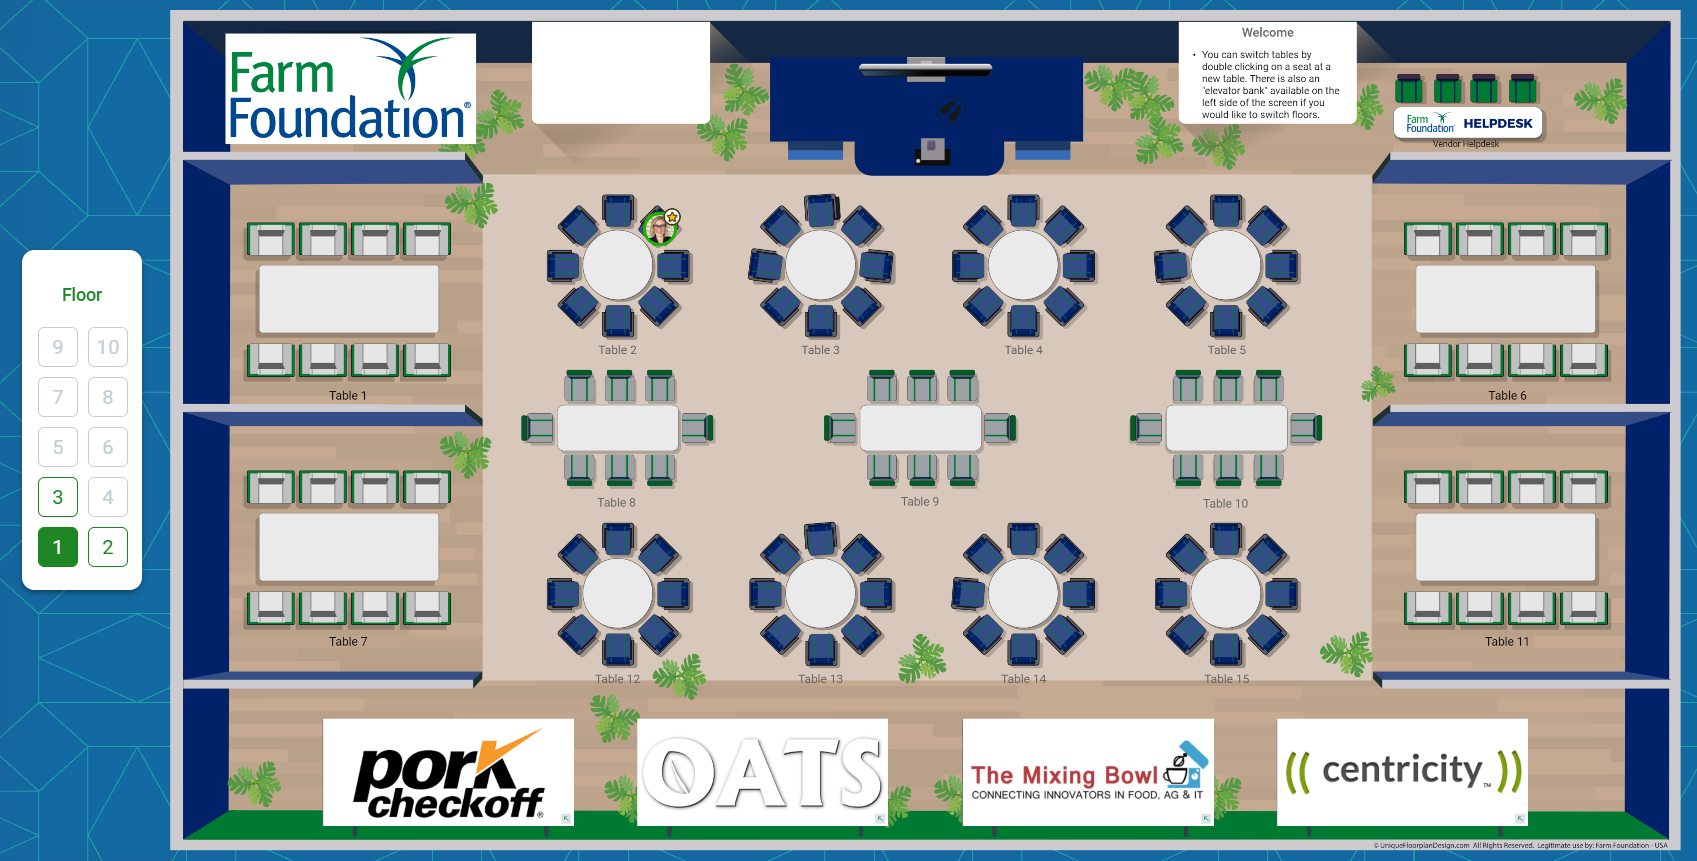 Farm
Foundation®
Welcome
• You can switch tables by
double clicking on a seat at a
new table. There is also an
"elevator bank" available on the
left side of the screen if you
would like to switch floors.
Farm
Foundation
HELPDESK
Vendor Helpdesk
Floor
9 10
7 8
5 6
3 4
1 2
Table 1
Table 2
Table 3
Table 4
Table 5
Table 6
Table 7
Table 8
Table 9
Table 10
Table 11
Table 12
Table 13
Table 14
Table 15
pork
checkoff®
OATS
The Mixing Bowl
CONNECTING INNOVATORS IN FOOD, AG & IT
((centricity™))
© UniqueFloorplanDesign.com All Rights Reserved. Legitimate use by: Farm Foundation - USA